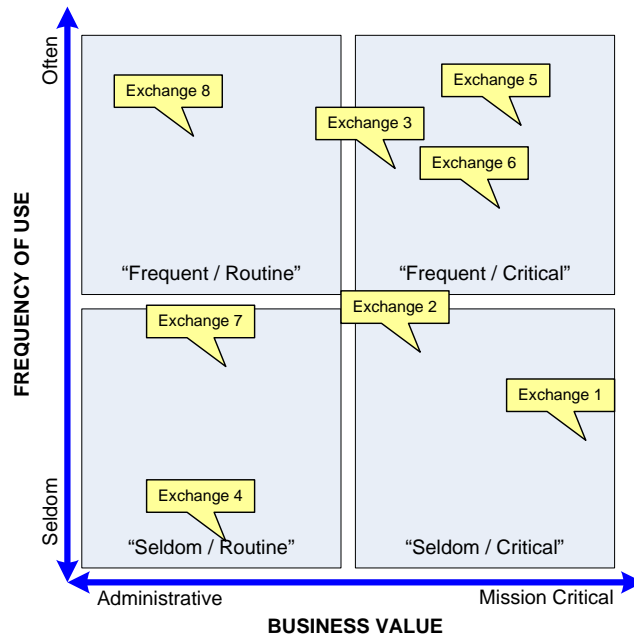 Often
Exchange 8
Exchange 5
Exchange 3
Exchange 6
FREQUENCY OF USE
“Frequent / Routine”
“Frequent / Critical”
Exchange 7
Exchange 2
Exchange 1
Exchange 4
Seldom
“Seldom / Routine”
“Seldom / Critical”
Administrative
Mission Critical
BUSINESS VALUE